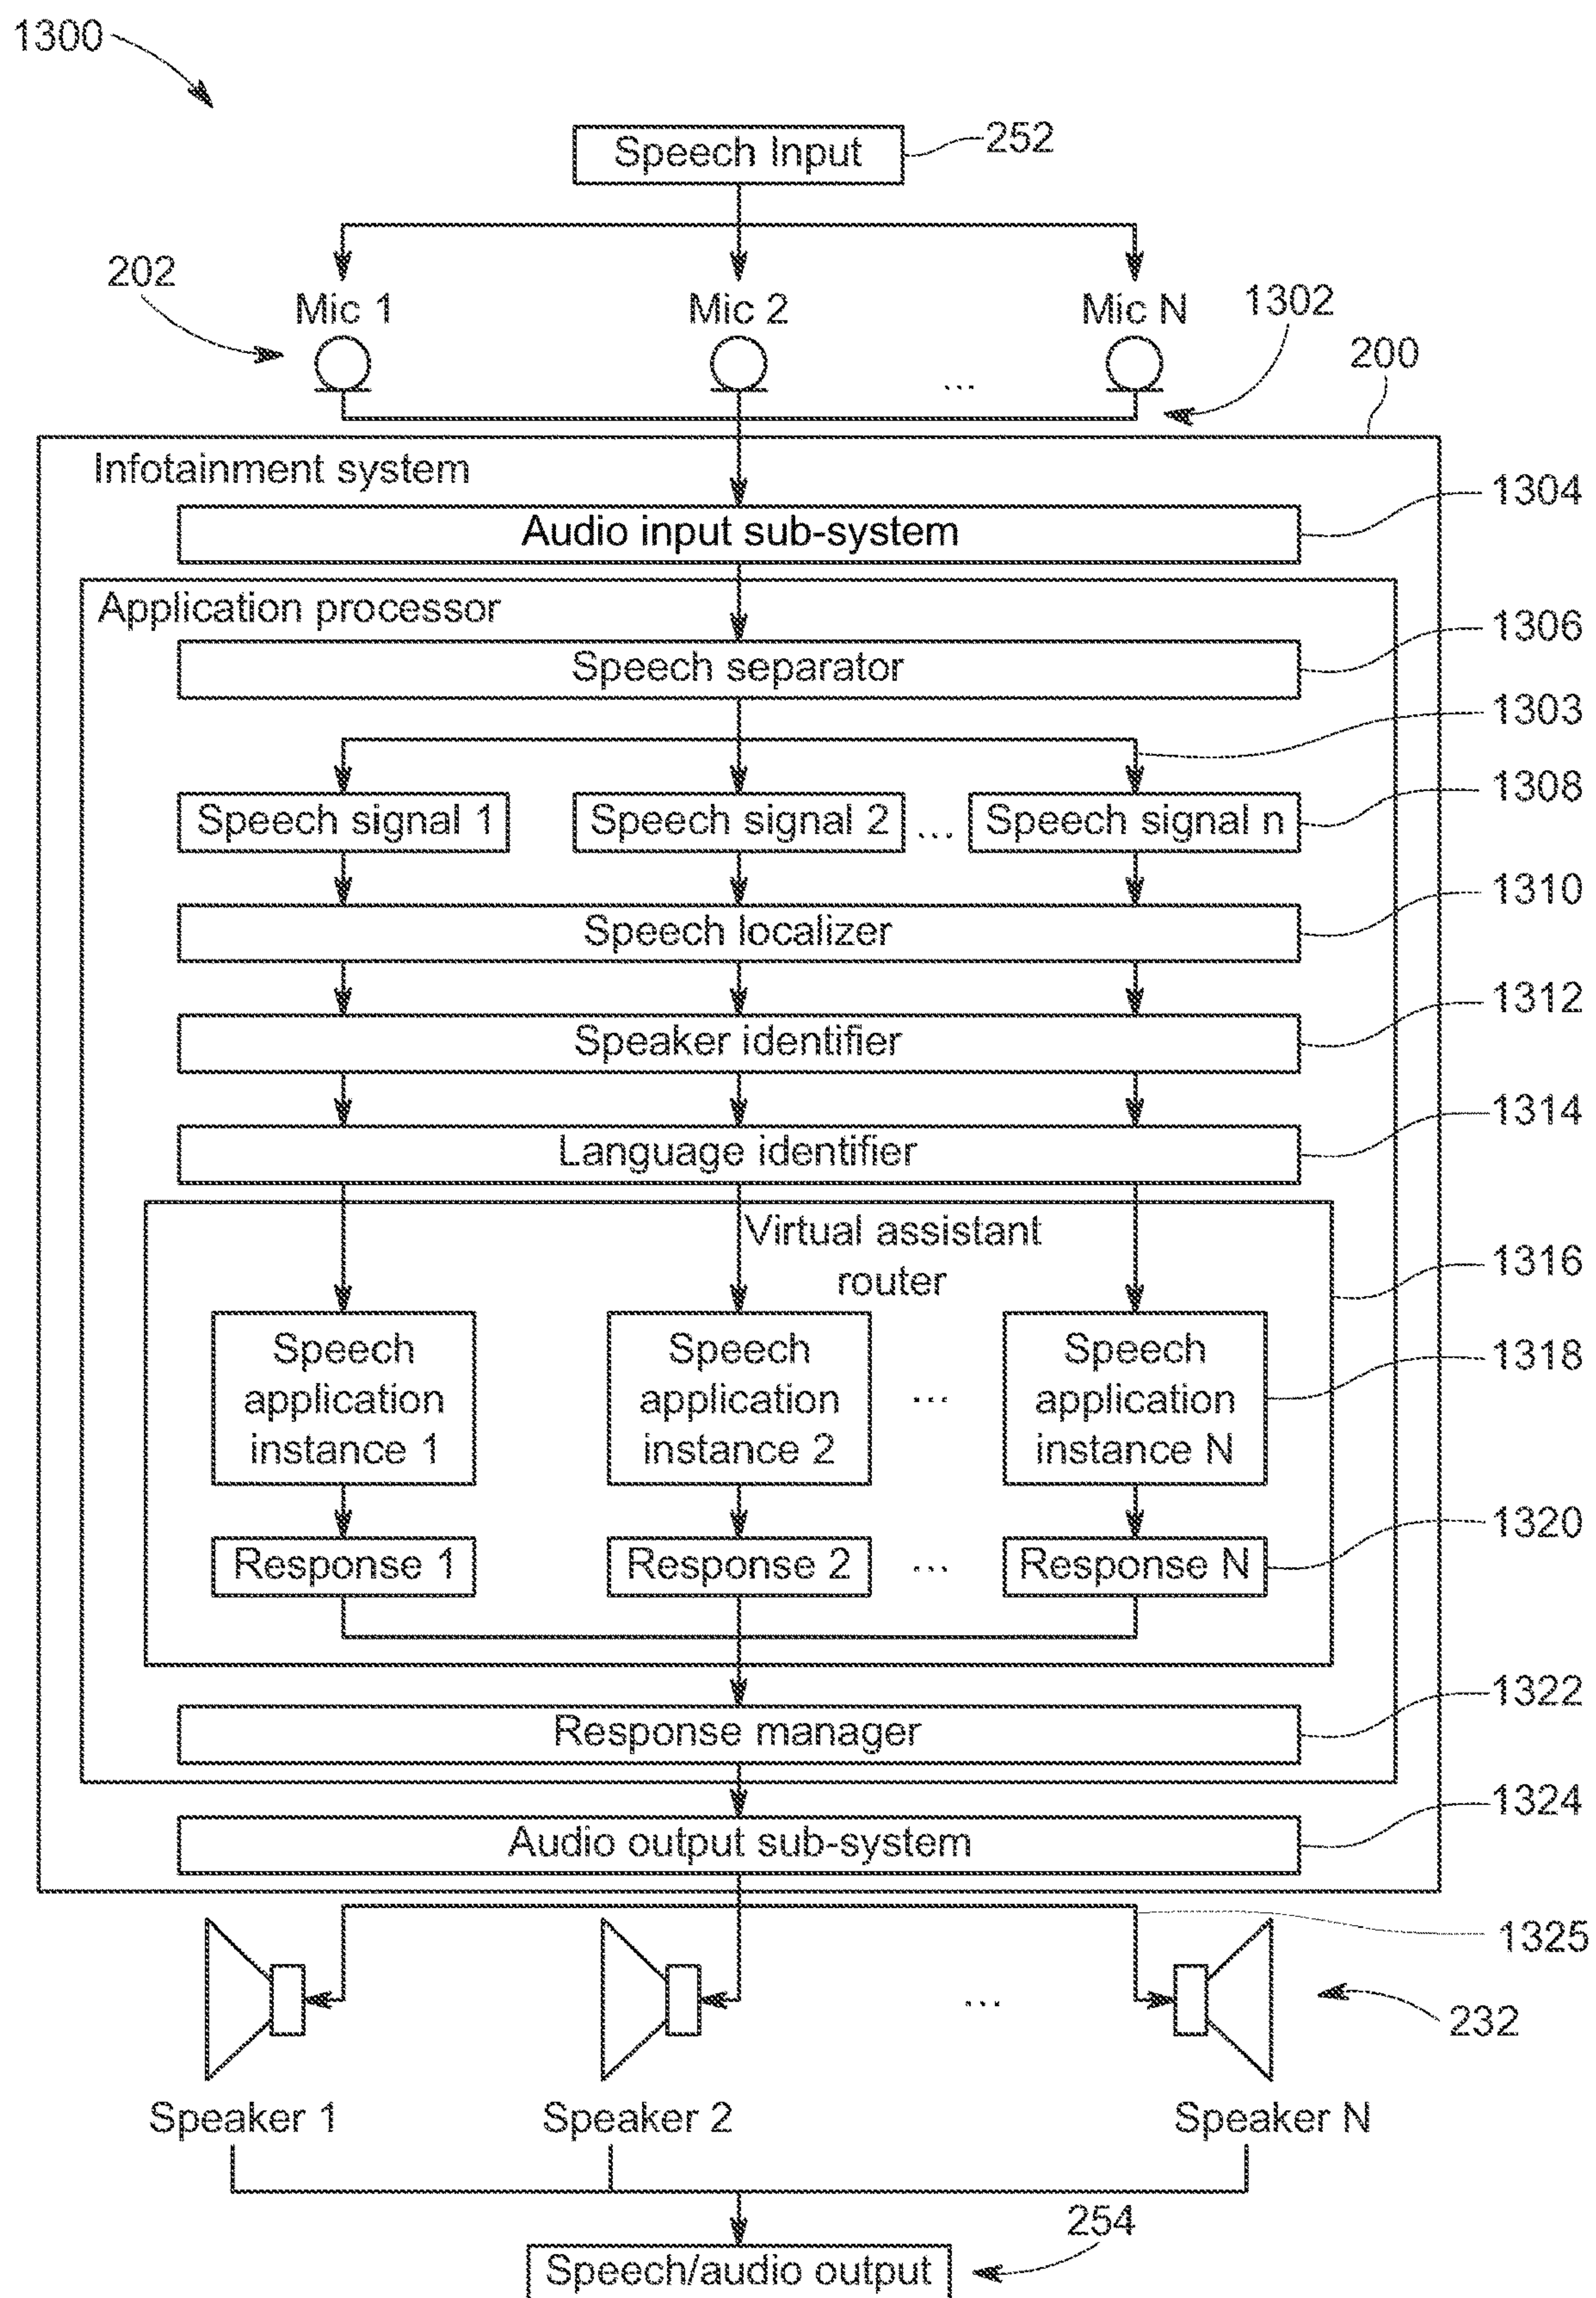 1300
Speech Input
252
202
Mic 1
Mic 2
Mic N
1302
...
200
Infotainment system
Audio input sub-system
1304
Application processor
Speech separator
1306
1303
Speech signal 1
Speech signal 2
...
Speech signal n
1308
Speech localizer
1310
Speaker identifier
1312
Language identifier
1314
Virtual assistant
router
1316
Speech
application
instance 1
Speech
application
instance 2
...
Speech
application
instance N
1318
Response 1
Response 2
...
Response N
1320
Response manager
1322
Audio output sub-system
1324
1325
...
232
Speaker 1
Speaker 2
Speaker N
254
Speech/audio output